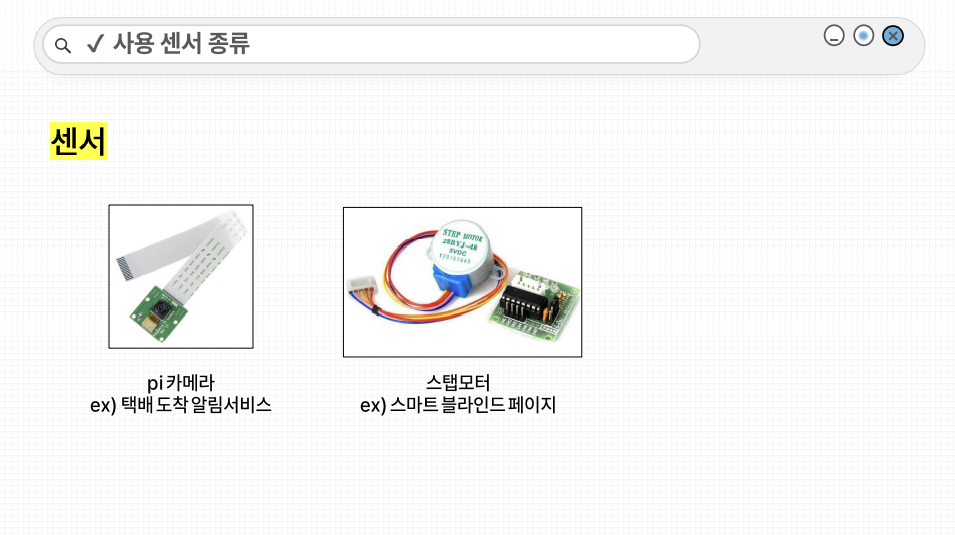 ✓ 사용 센서 종류
센서
STEP MOTOR
28BYJ-48
5VDC
pi 카메라
ex) 택배 도착 알림서비스
스탭모터
ex) 스마트 블라인드 페이지